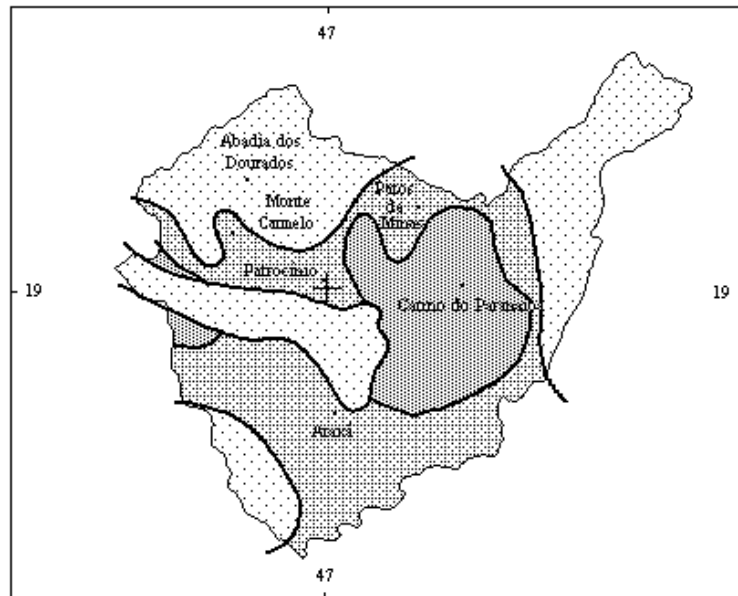 47
Abadia dos
Dourados
Patos
de
Minas
Monte
Carmelo
Patrocínio
19
19
Carmo do Paranaíba
Araxá
47